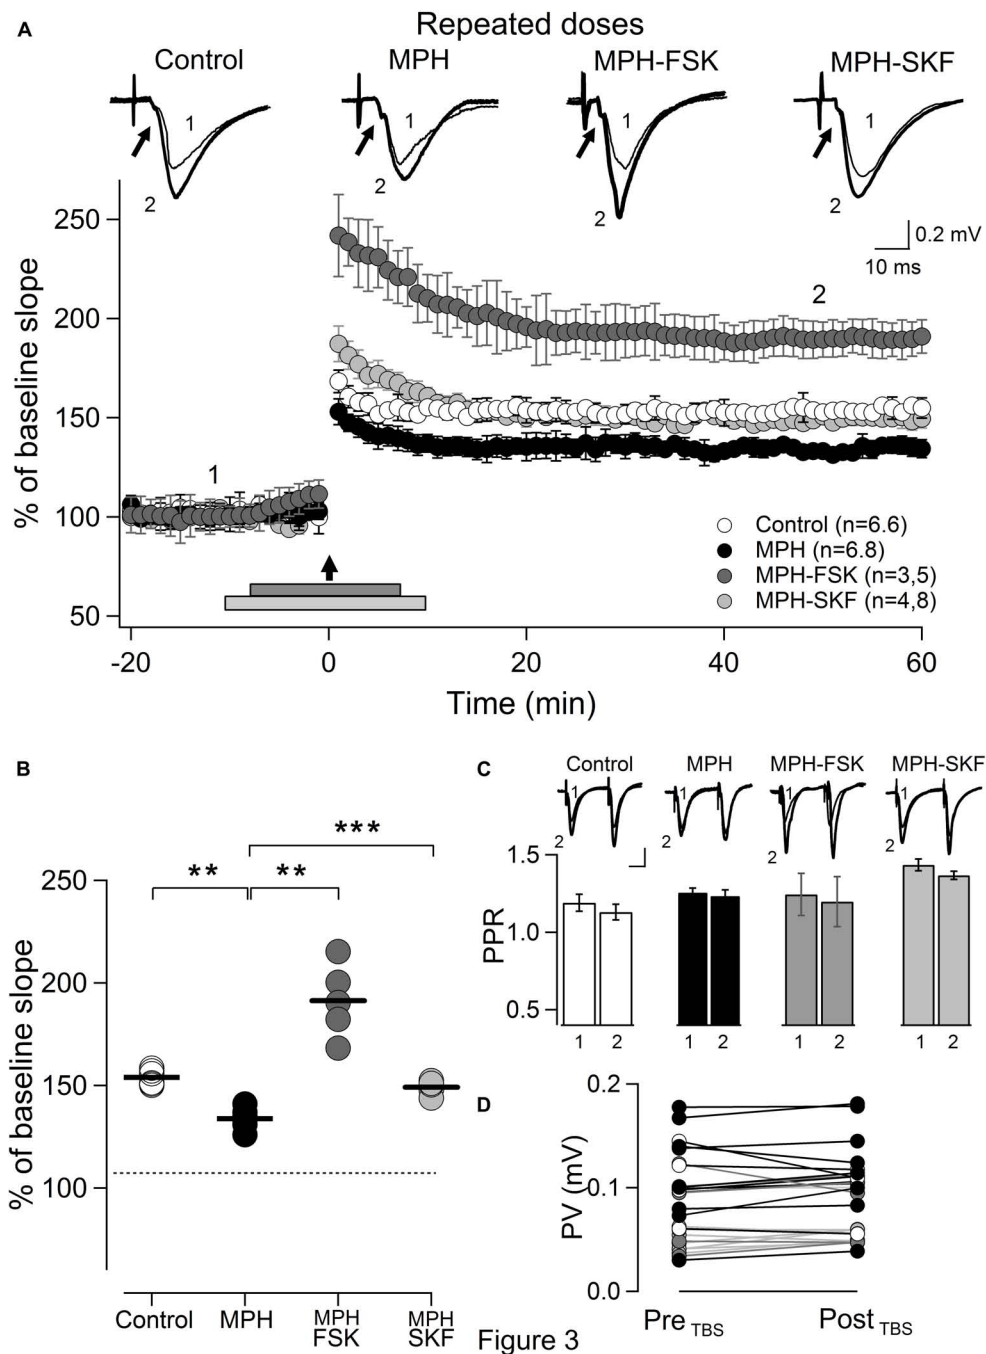 A
Repeated doses
Control
MPH
MPH-FSK
MPH-SKF
1
2
1
2
1
2
1
2
0.2 mV
10 ms
% of baseline slope
250
200
150
100
50
1
2
Control (n=6.6)
MPH (n=6.8)
MPH-FSK (n=3,5)
MPH-SKF (n=4,8)
-20
0
20
40
60
Time (min)
B
% of baseline slope
250
200
150
100
**
**
***
Control
MPH
MPH FSK
MPH SKF
C
Control
MPH
MPH-FSK
MPH-SKF
1
2
1
2
1
2
1
2
PPR
1.5
1.0
0.5
1 2
1 2
1 2
1 2
D
PV (mV)
0.2
0.1
0.0
Pre TBS
Post TBS
Figure 3